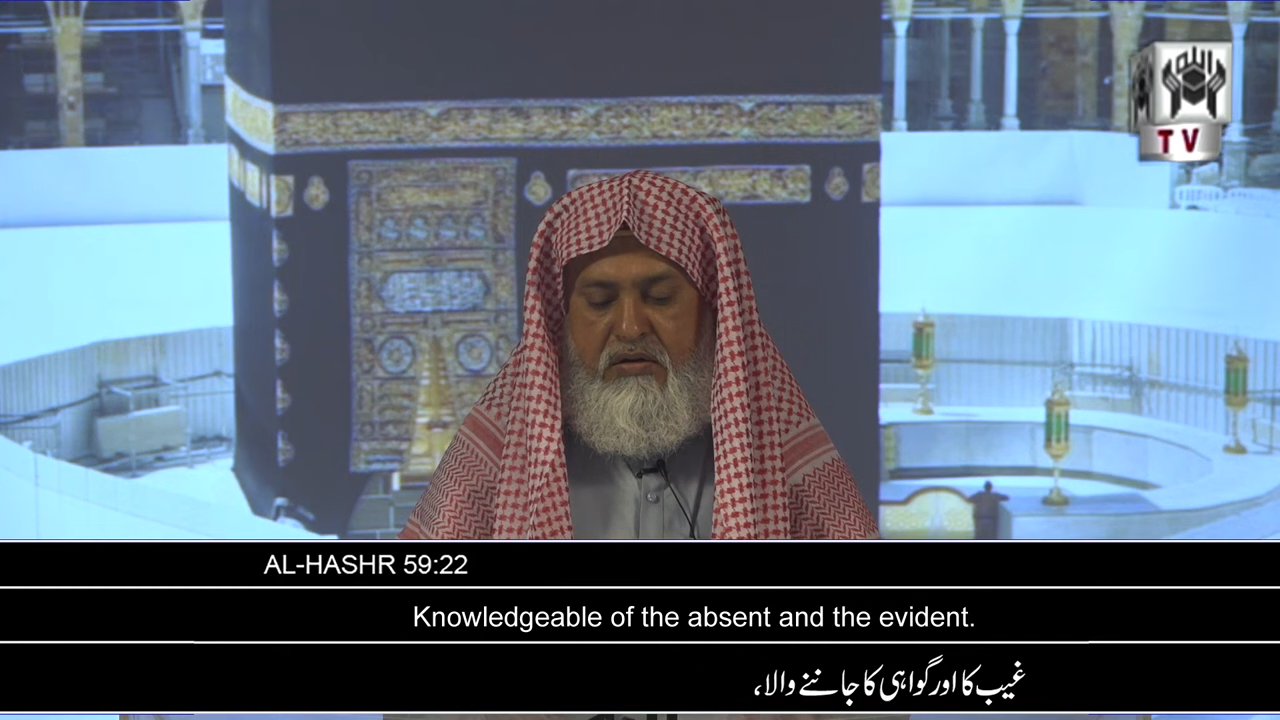 الله
TV
AL-HASHR 59:22
Knowledgeable of the absent and the evident.
غیب کا اور گواہی کا جاننے والا،